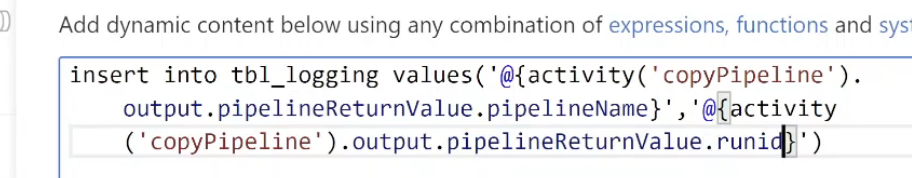 Add dynamic content below using any combination of expressions, functions and
insert into tbl_logging values('@{activity('copyPipeline').
output.pipelineReturnValue.pipelineName}','@{activity
('copyPipeline').output.pipelineReturnValue.runid}')